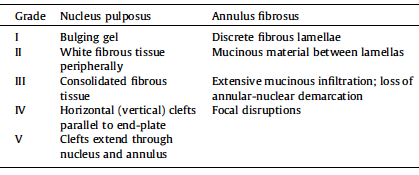 Grade Nucleus pulposus Annulus fibrosus
I Bulging gel Discrete fibrous lamellae
II White fibrous tissue Mucinous material between lamellas
peripherally
III Consolidated fibrous Extensive mucinous infiltration; loss of
tissue annular-nuclear demarcation
IV Horizontal (vertical) clefts Focal disruptions
parallel to end-plate
V Clefts extend through
nucleus and annulus